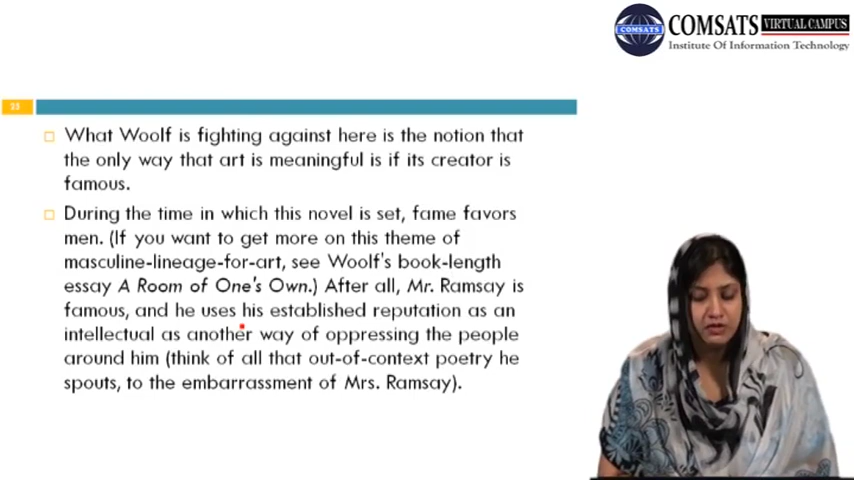 COMSATS VIRTUAL CAMPUS
COMSATS
Institute Of Information Technology
35
What Woolf is fighting against here is the notion that
the only way that art is meaningful is if its creator is
famous.
During the time in which this novel is set, fame favors
men. (If you want to get more on this theme of
masculine-lineage-for-art, see Woolf's book-length
essay A Room of One's Own.) After all, Mr. Ramsay is
famous, and he uses his established reputation as an
intellectual as another way of oppressing the people
around him (think of all that out-of-context poetry he
spouts, to the embarrassment of Mrs. Ramsay).